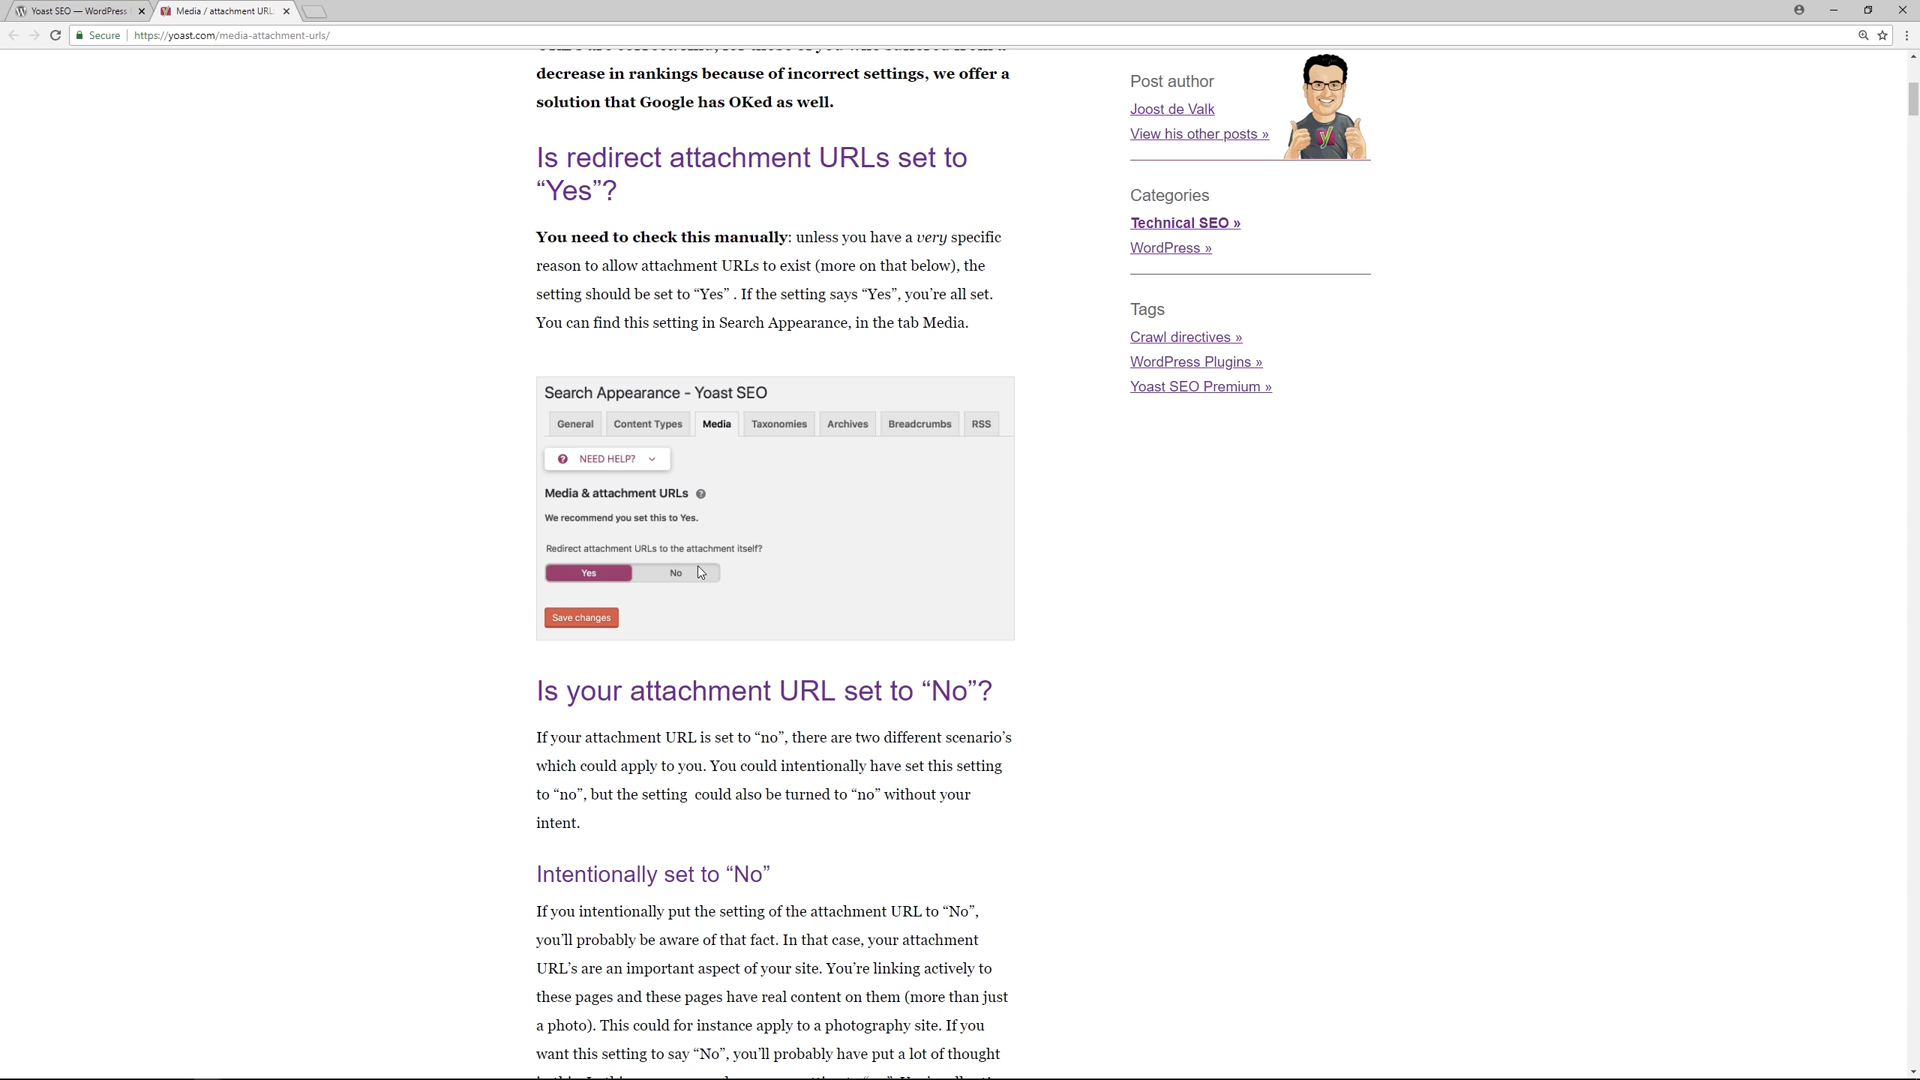 Yoast SEO — WordPress
Media / attachment URL
Secure
https://yoast.com/media-attachment-urls/
decrease in rankings because of incorrect settings, we offer a
solution that Google has OKed as well.
Is redirect attachment URLs set to
“Yes”?
You need to check this manually: unless you have a very specific
reason to allow attachment URLs to exist (more on that below), the
setting should be set to “Yes” . If the setting says “Yes”, you’re all set.
You can find this setting in Search Appearance, in the tab Media.
Search Appearance - Yoast SEO
General Content Types Media Taxonomies Archives Breadcrumbs RSS
NEED HELP?
Media & attachment URLs
We recommend you set this to Yes.
Redirect attachment URLs to the attachment itself?
Yes No
Save changes
Is your attachment URL set to “No”?
If your attachment URL is set to “no”, there are two different scenario’s
which could apply to you. You could intentionally have set this setting
to “no”, but the setting  could also be turned to “no” without your
intent.
Intentionally set to “No”
If you intentionally put the setting of the attachment URL to “No”,
you’ll probably be aware of that fact. In that case, your attachment
URL’s are an important aspect of your site. You’re linking actively to
these pages and these pages have real content on them (more than just
a photo). This could for instance apply to a photography site. If you
want this setting to say “No”, you’ll probably have put a lot of thought
Post author
Joost de Valk
View his other posts »
Categories
Technical SEO »
WordPress »
Tags
Crawl directives »
WordPress Plugins »
Yoast SEO Premium »